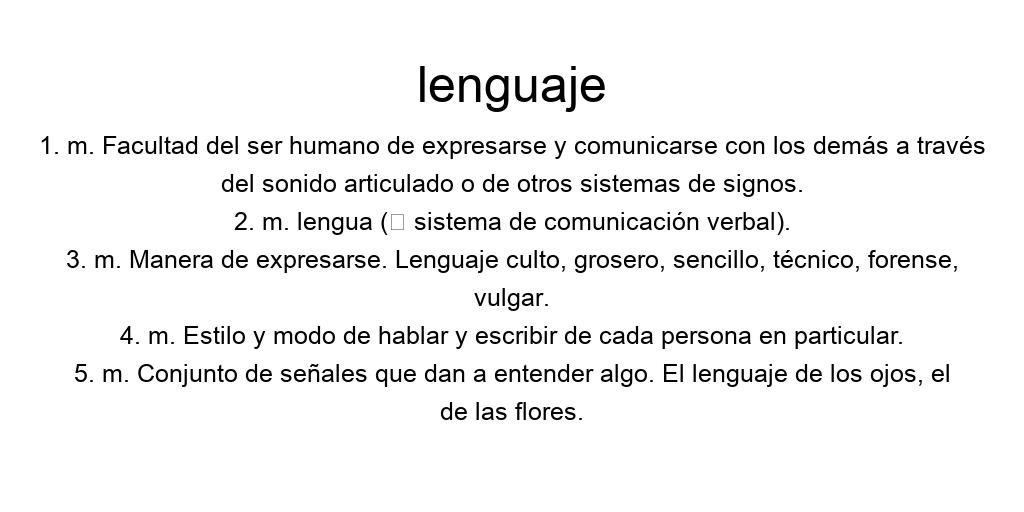 lenguaje
1. m. Facultad del ser humano de expresarse y comunicarse con los demás a través
del sonido articulado o de otros sistemas de signos.
2. m. lengua (□ sistema de comunicación verbal).
3. m. Manera de expresarse. Lenguaje culto, grosero, sencillo, técnico, forense,
vulgar.
4. m. Estilo y modo de hablar y escribir de cada persona en particular.
5. m. Conjunto de señales que dan a entender algo. El lenguaje de los ojos, el
de las flores.